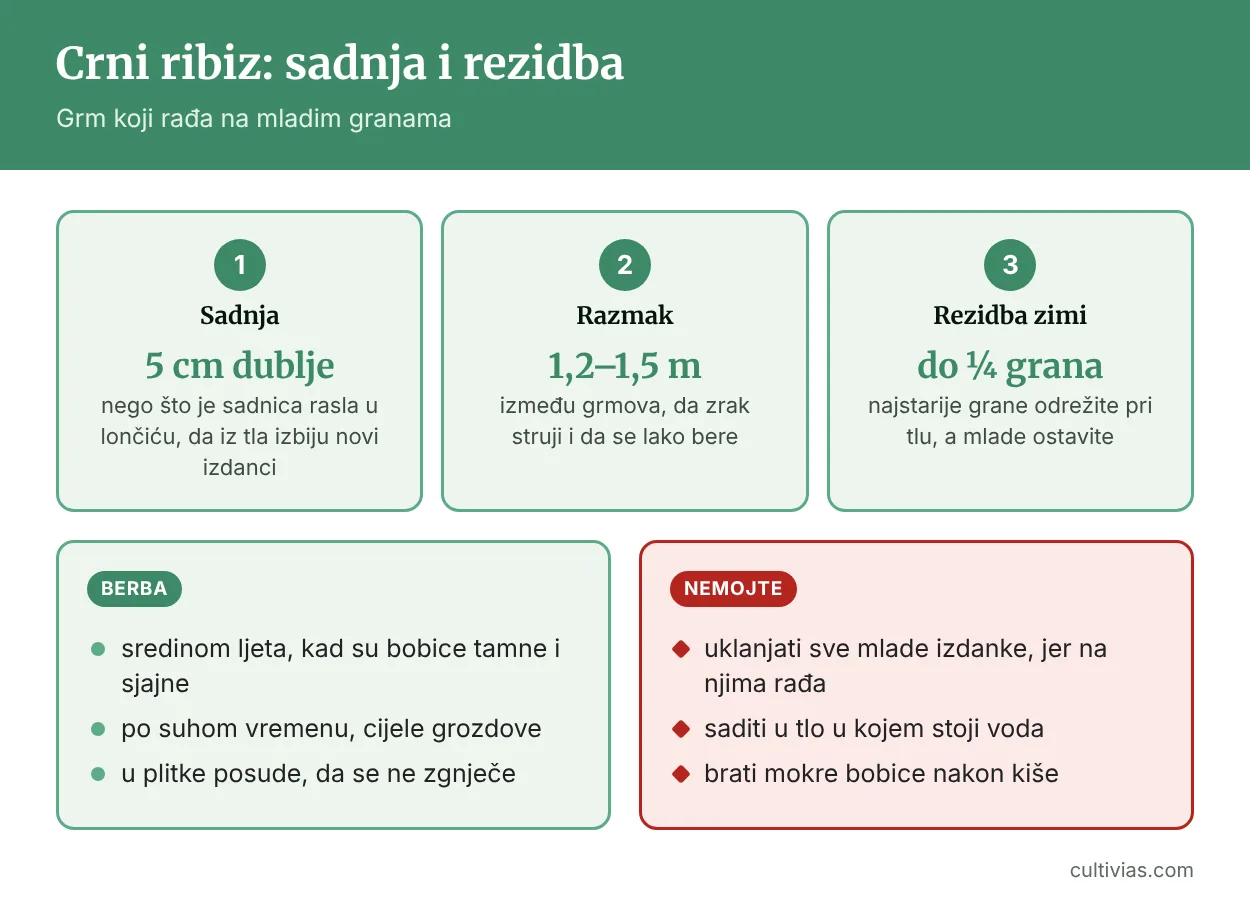 Crni ribiz: sadnja i rezidba
Grm koji rađa na mladim granama
1
Sadnja
5 cm dublje
nego što je sadnica rasla u
lončiću, da iz tla izbiju novi
izdanci
2
Razmak
1,2–1,5 m
između grmova, da zrak
struji i da se lako bere
3
Rezidba zimi
do ¼ grana
najstarije grane odrežite pri
tlu, a mlade ostavite
BERBA
sredinom ljeta, kad su bobice tamne i
sjajne
po suhom vremenu, cijele grozdove
u plitke posude, da se ne zgnječe
NEMOJTE
uklanjati sve mlade izdanke, jer na
njima rađa
saditi u tlo u kojem stoji voda
brati mokre bobice nakon kiše
cultivias.com